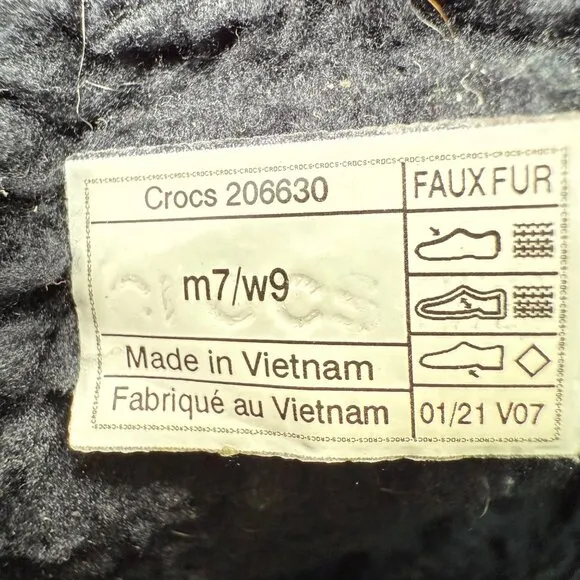 Crocs 206630
FAUX FUR
m7/w9
Made in Vietnam
Fabriqué au Vietnam
01/21 V07